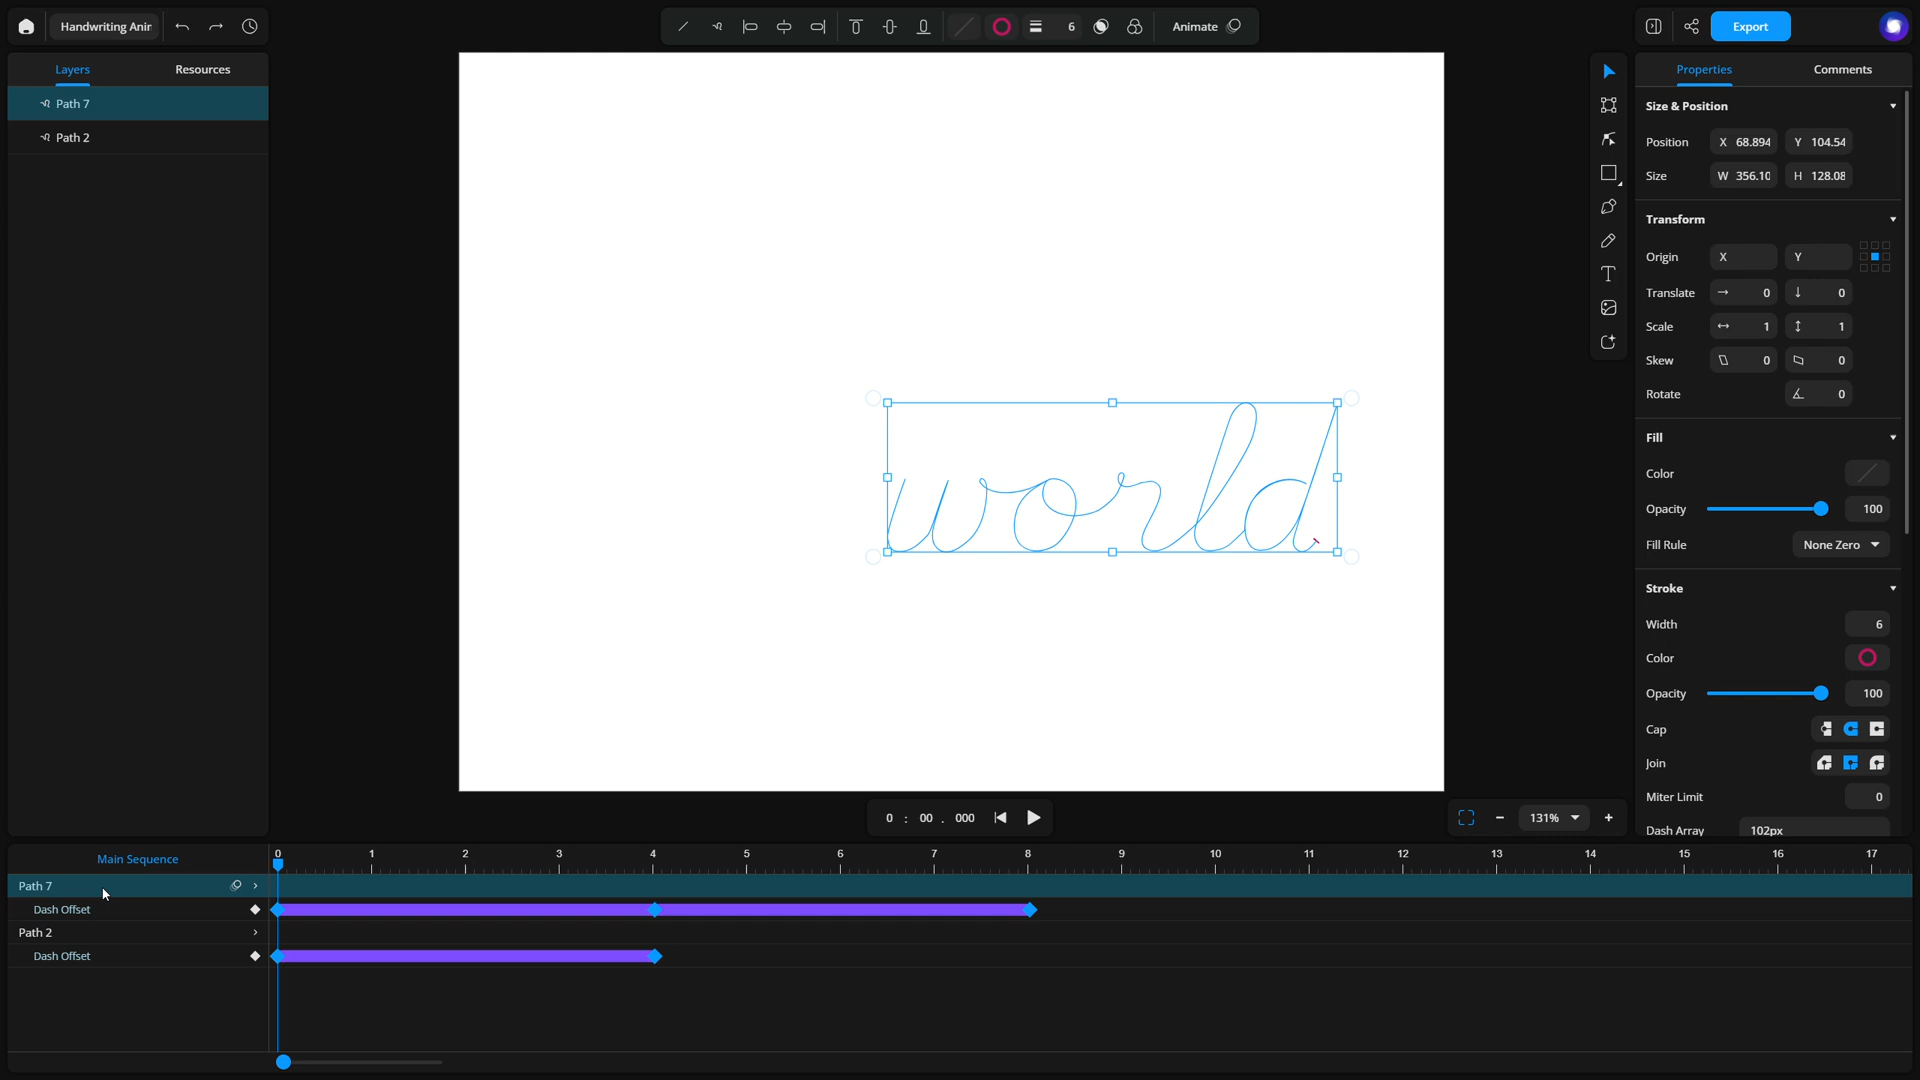 Handwriting Anir
6
Animate
Export
Layers
Resources
Path 7
Path 2
world
Properties
Comments
Size & Position
Position X 68.894 Y 104.54
Size W 356.10 H 128.08
Transform
Origin X Y
Translate 0 0
Scale 1 1
Skew 0 0
Rotate 0
Fill
Color
Opacity 100
Fill Rule None Zero
Stroke
Width 6
Color
Opacity 100
Cap
Join
Miter Limit 0
Dash Array 102px
0 : 00 . 000
131%
Main Sequence
0 1 2 3 4 5 6 7 8 9 10 11 12 13 14 15 16 17
Path 7
Dash Offset
Path 2
Dash Offset